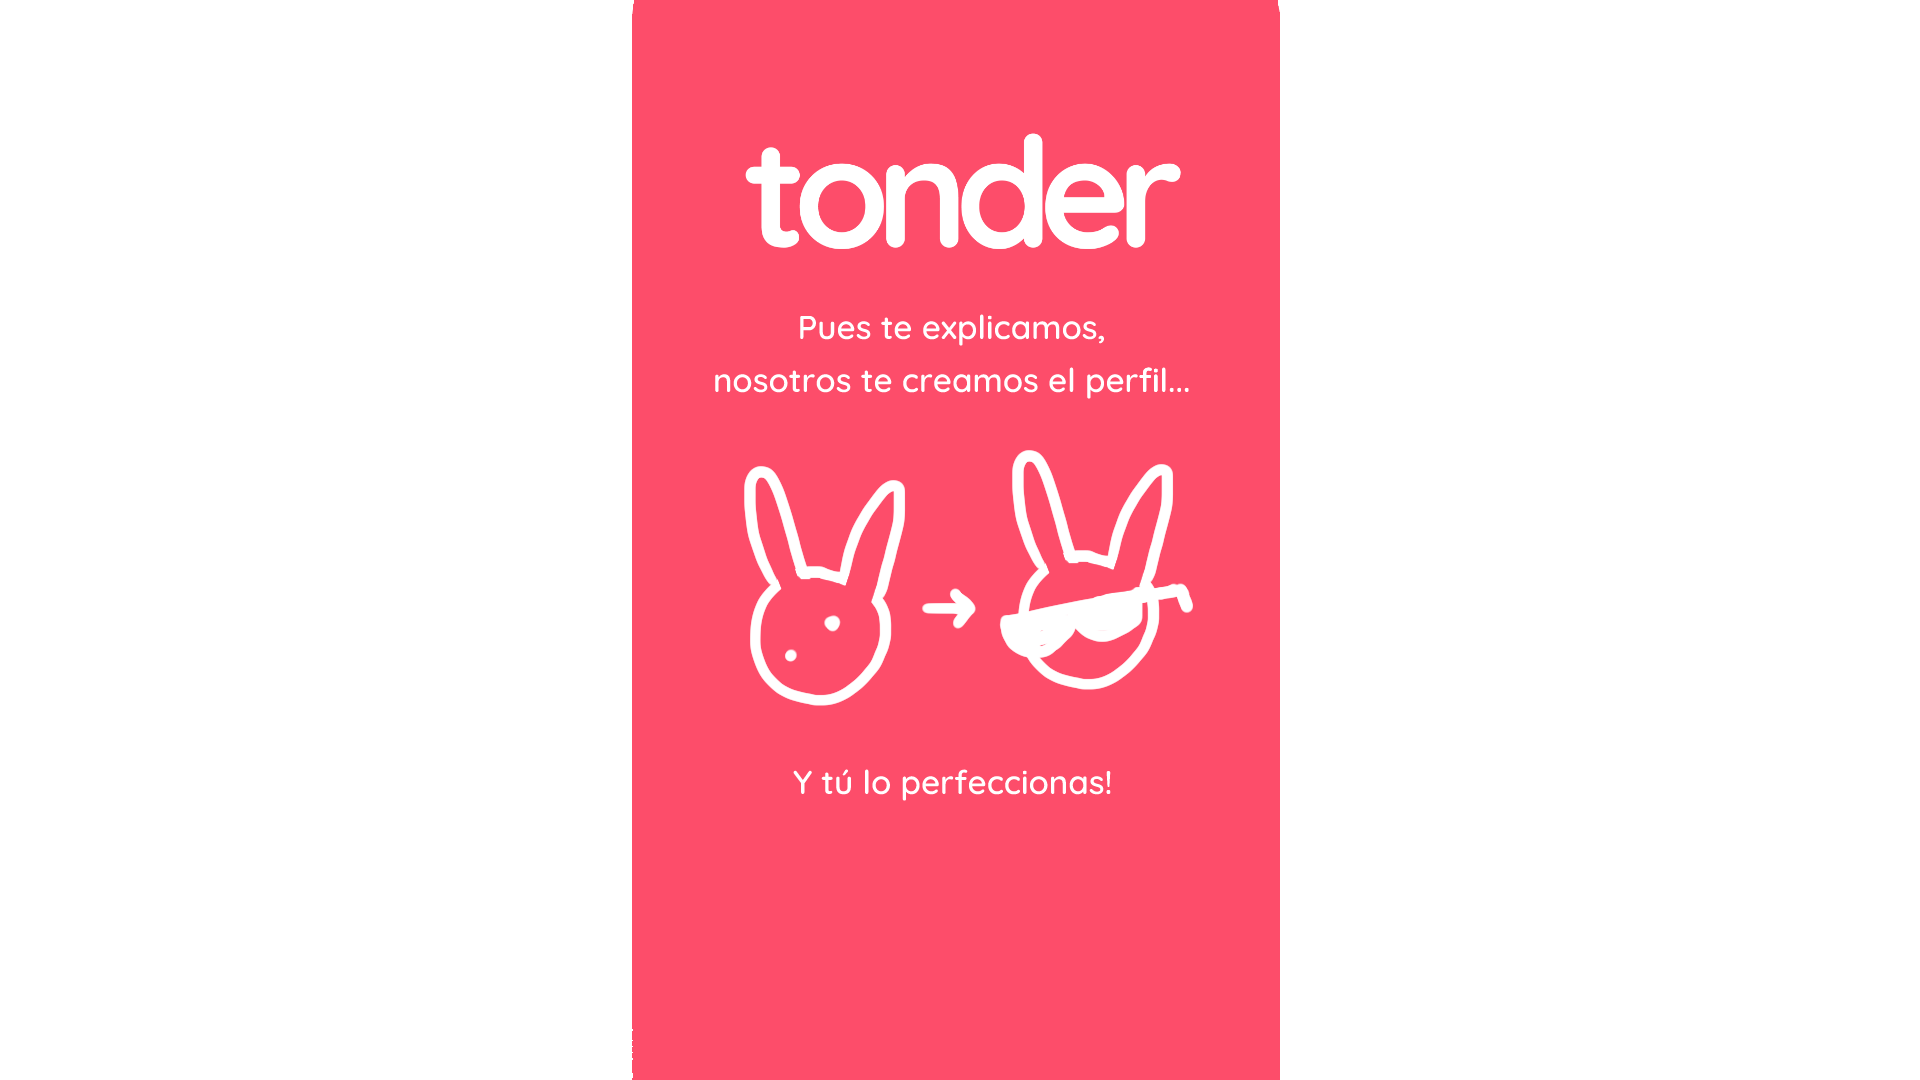 tonder
Pues te explicamos,
nosotros te creamos el perfil...
Y tú lo perfeccionas!